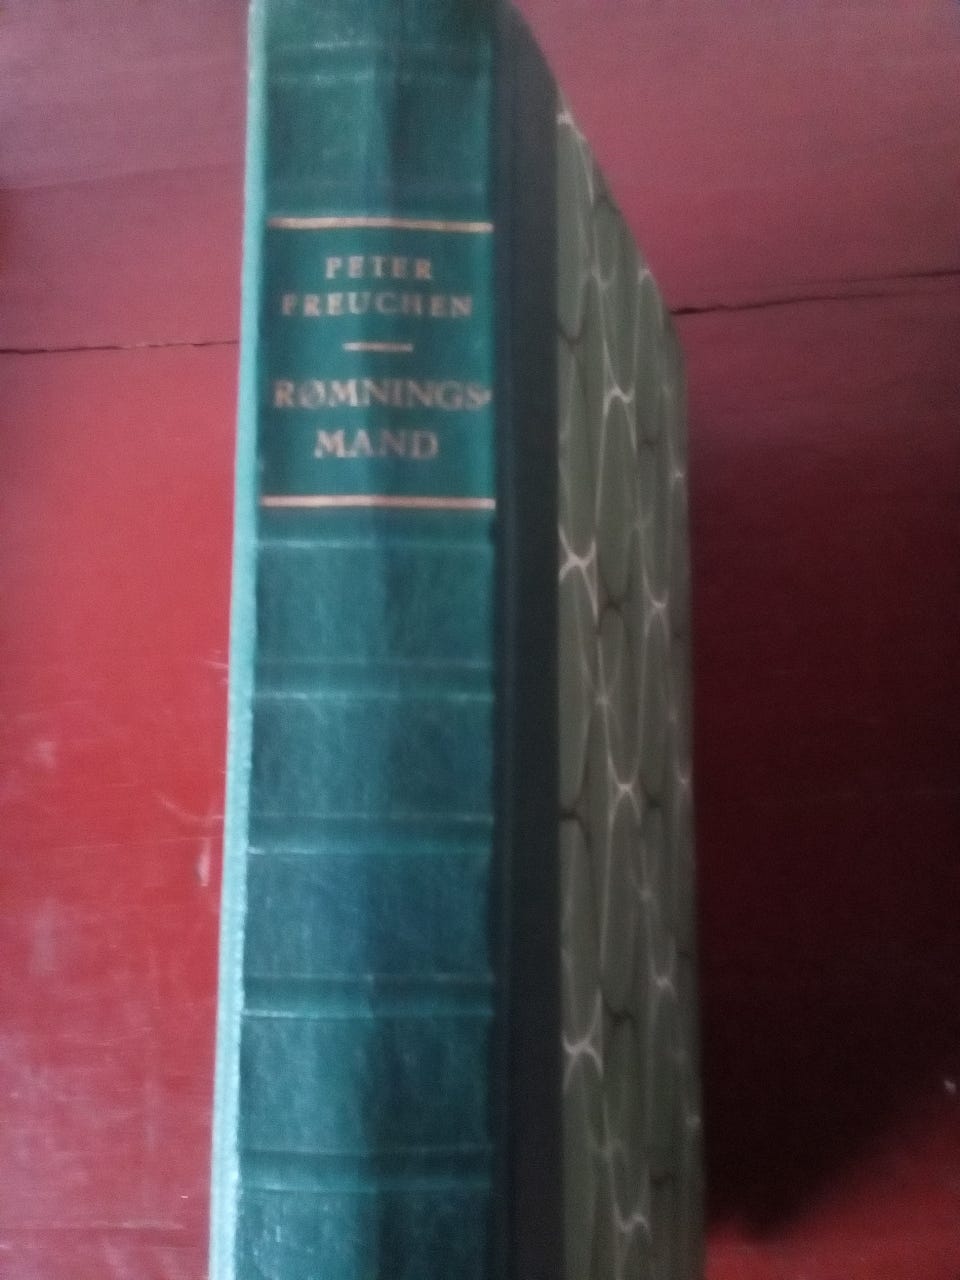 PETER
FREUCHEN
RØMNINGS-
MAND